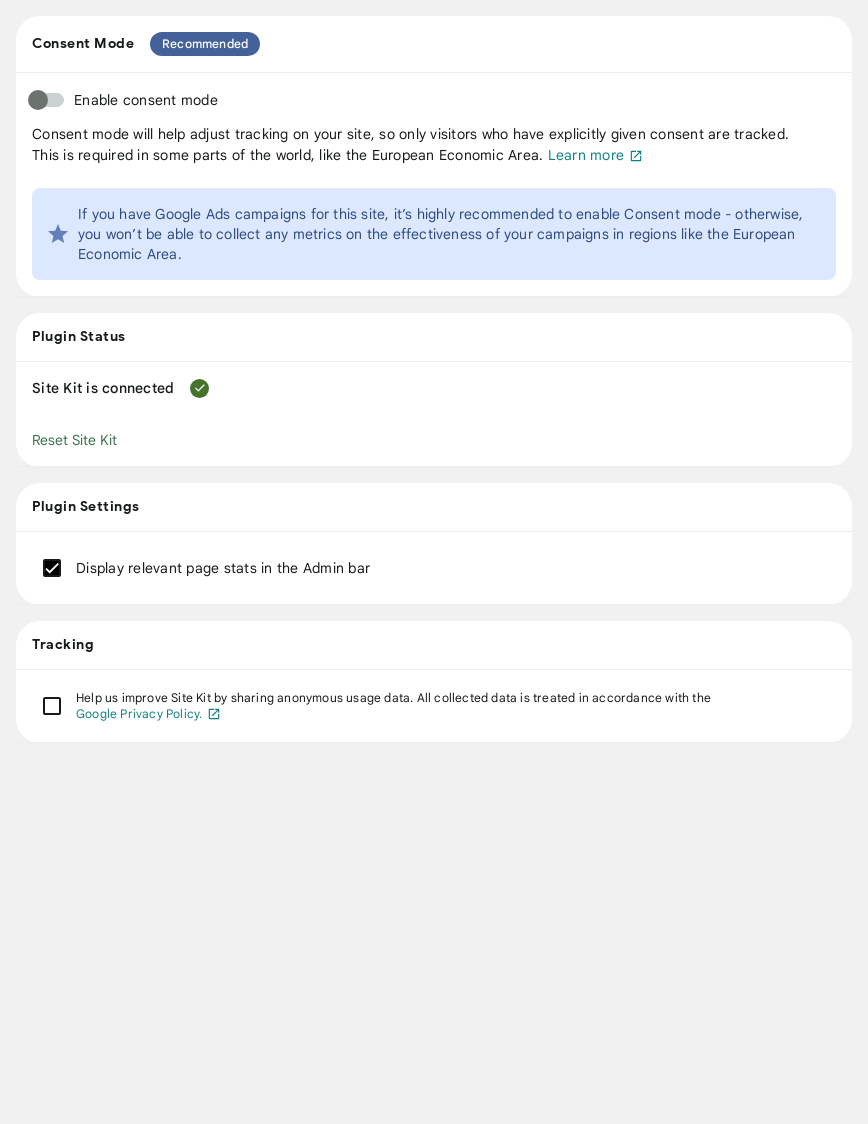 Consent Mode Recommended
Enable consent mode
Consent mode will help adjust tracking on your site, so only visitors who have explicitly given consent are tracked.
This is required in some parts of the world, like the European Economic Area. Learn more
If you have Google Ads campaigns for this site, it’s highly recommended to enable Consent mode - otherwise,
you won’t be able to collect any metrics on the effectiveness of your campaigns in regions like the European
Economic Area.
Plugin Status
Site Kit is connected
Reset Site Kit
Plugin Settings
Display relevant page stats in the Admin bar
Tracking
Help us improve Site Kit by sharing anonymous usage data. All collected data is treated in accordance with the
Google Privacy Policy.